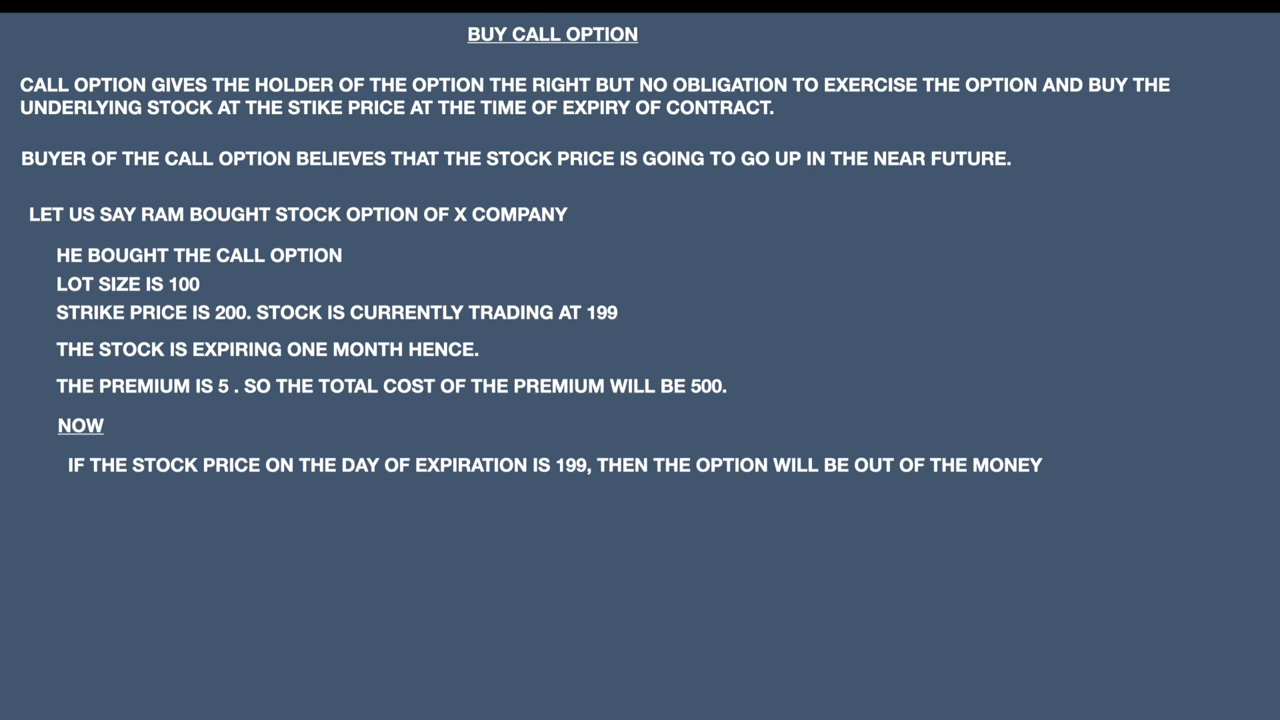 BUY CALL OPTION
CALL OPTION GIVES THE HOLDER OF THE OPTION THE RIGHT BUT NO OBLIGATION TO EXERCISE THE OPTION AND BUY THE
UNDERLYING STOCK AT THE STIKE PRICE AT THE TIME OF EXPIRY OF CONTRACT.
BUYER OF THE CALL OPTION BELIEVES THAT THE STOCK PRICE IS GOING TO GO UP IN THE NEAR FUTURE.
LET US SAY RAM BOUGHT STOCK OPTION OF X COMPANY
HE BOUGHT THE CALL OPTION
LOT SIZE IS 100
STRIKE PRICE IS 200. STOCK IS CURRENTLY TRADING AT 199
THE STOCK IS EXPIRING ONE MONTH HENCE.
THE PREMIUM IS 5 . SO THE TOTAL COST OF THE PREMIUM WILL BE 500.
NOW
IF THE STOCK PRICE ON THE DAY OF EXPIRATION IS 199, THEN THE OPTION WILL BE OUT OF THE MONEY